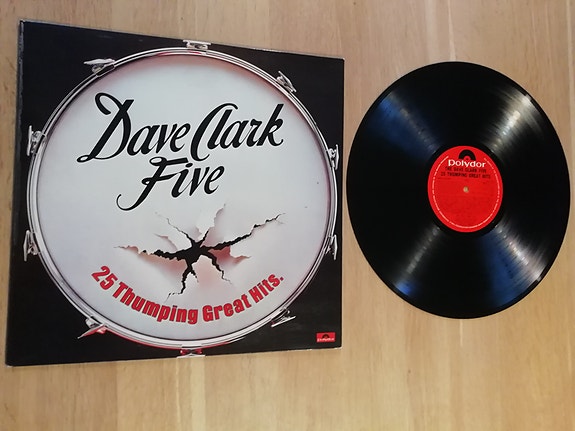 Dave Clark
Five
25 Thumping Great Hits.
polydor
THE DAVE CLARK FIVE
25 THUMPING GREAT HITS